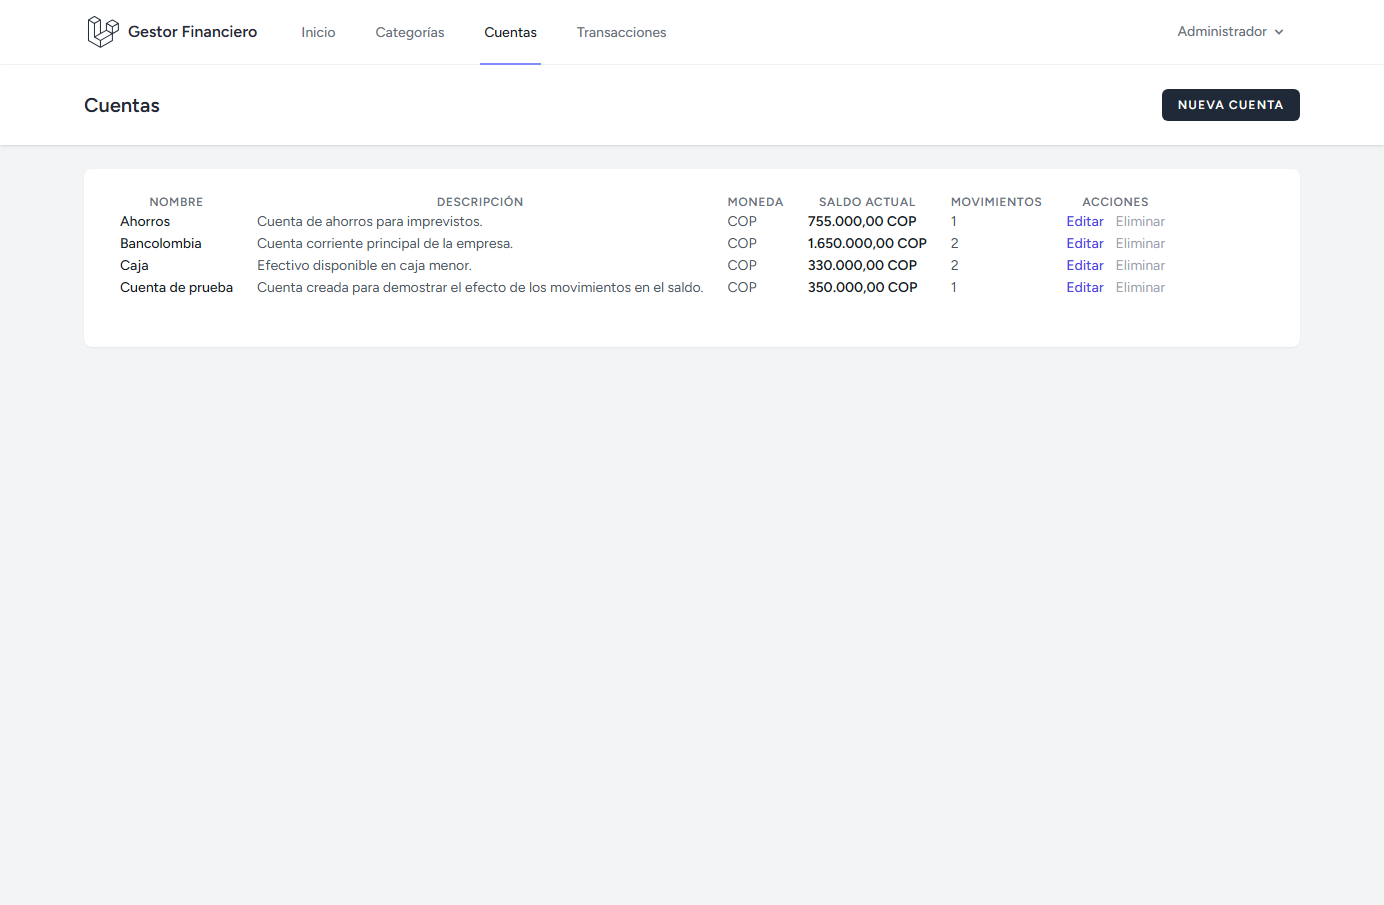 Gestor Financiero Inicio Categorías Cuentas Transacciones Administrador
Cuentas NUEVA CUENTA
NOMBRE DESCRIPCIÓN MONEDA SALDO ACTUAL MOVIMIENTOS ACCIONES
Ahorros Cuenta de ahorros para imprevistos. COP 755.000,00 COP 1 Editar Eliminar
Bancolombia Cuenta corriente principal de la empresa. COP 1.650.000,00 COP 2 Editar Eliminar
Caja Efectivo disponible en caja menor. COP 330.000,00 COP 2 Editar Eliminar
Cuenta de prueba Cuenta creada para demostrar el efecto de los movimientos en el saldo. COP 350.000,00 COP 1 Editar Eliminar